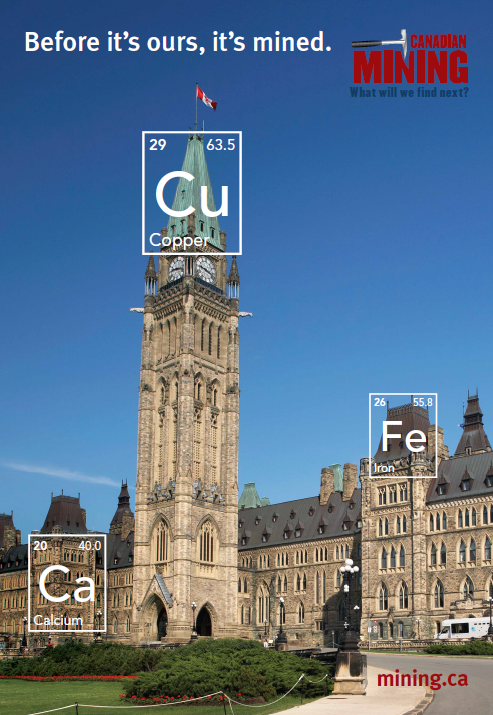 Before it's ours, it's mined.
CANADIAN
MINING
What will we find next?
29 63.5
Cu
Copper
26 55.8
Fe
Iron
20 40.0
Ca
Calcium
mining.ca